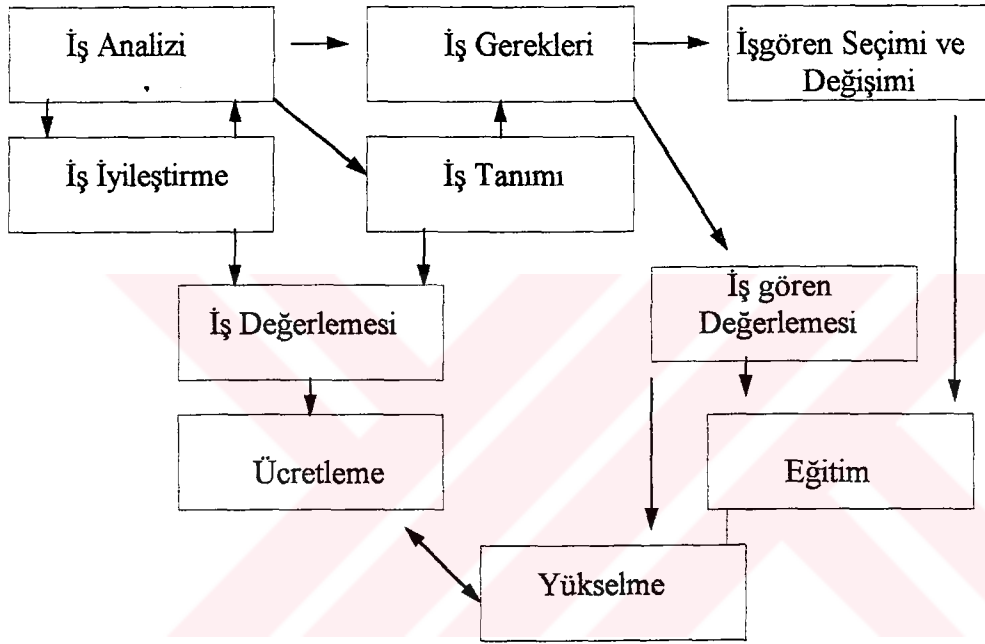 İş Analizi
İş Gerekleri
İşgören Seçimi ve
Değişimi
İş İyileştirme
İş Tanımı
İş gören
Değerlemesi
İş Değerlemesi
Ücretleme
Eğitim
Yükselme